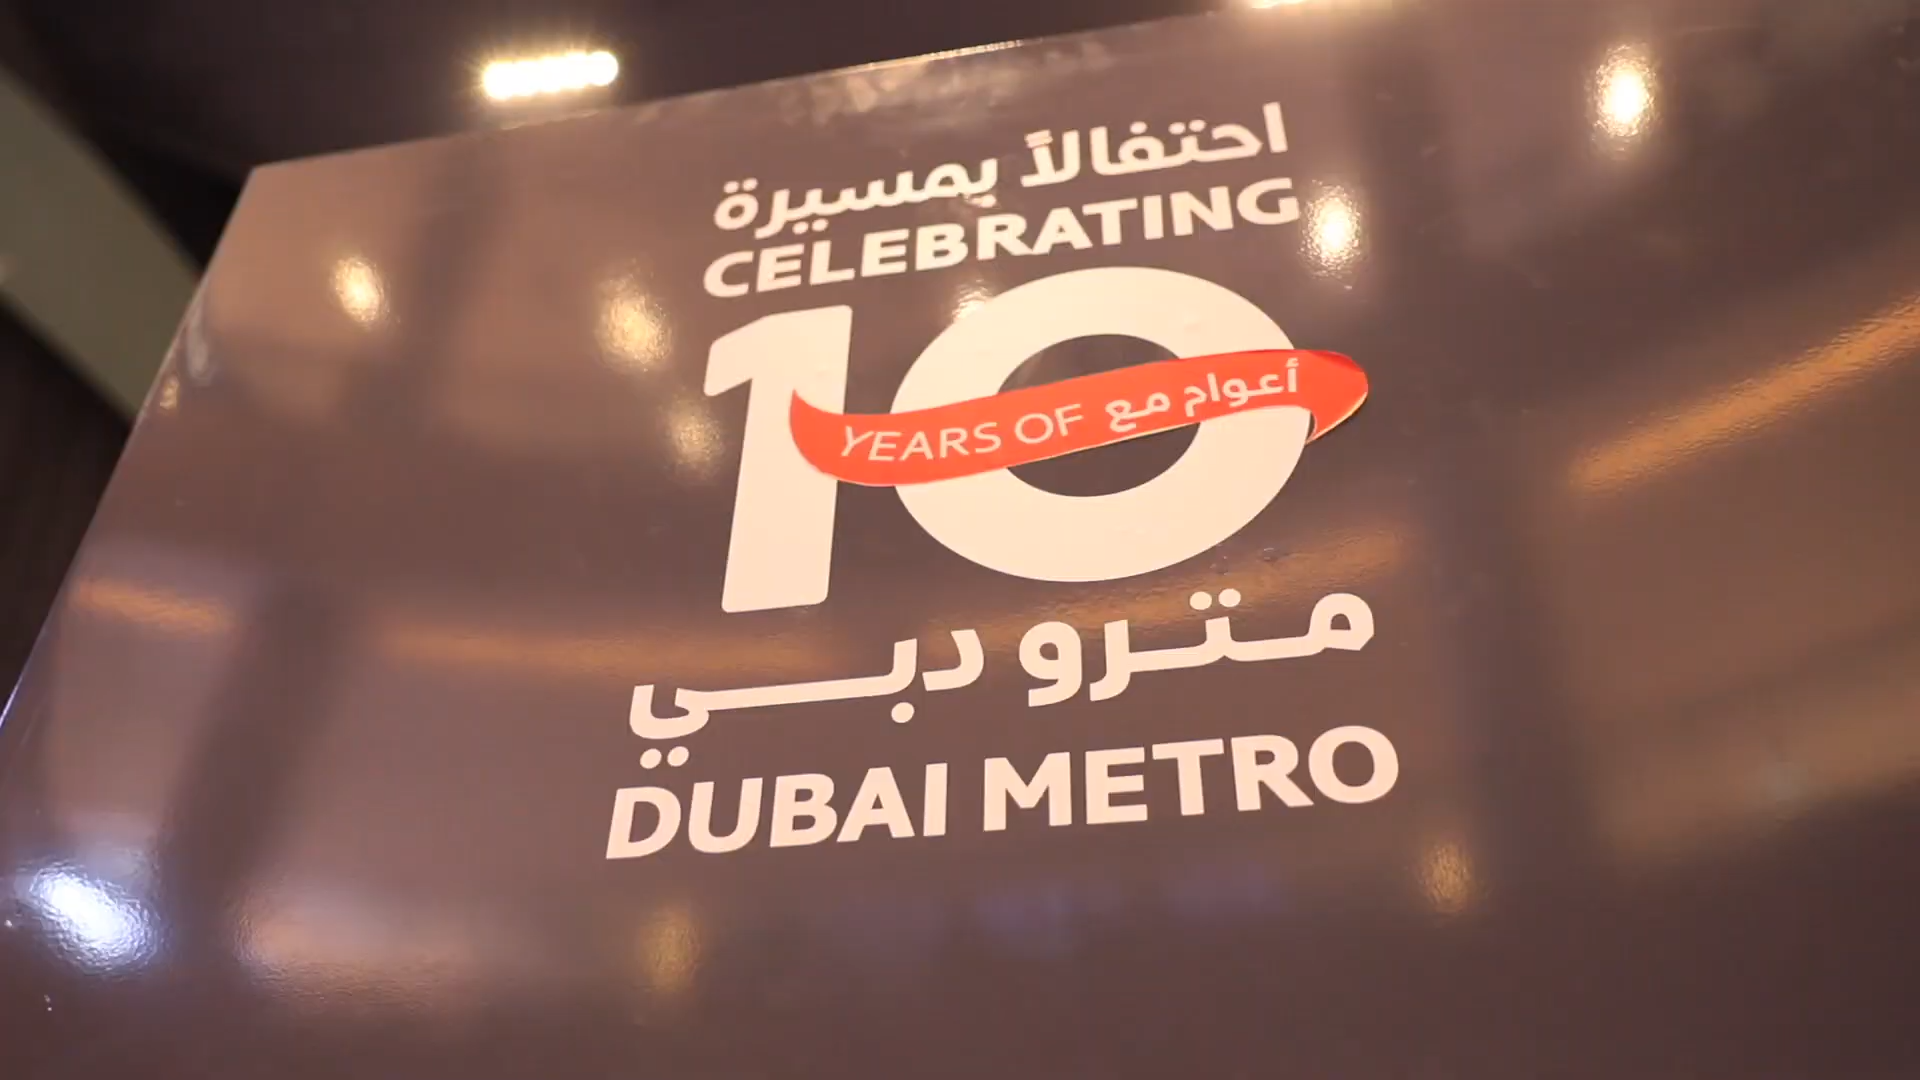 احتفالاً بمسيرة
CELEBRATING
10
YEARS OF أعوام مع
مترو دبي
DUBAI METRO